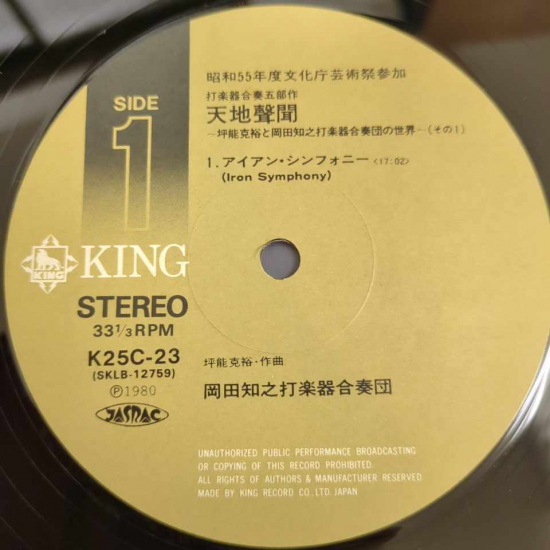 昭和55年度文化庁芸術祭参加
打楽器合奏五部作
天地聲聞
～坪能克裕と岡田知之打楽器合奏団の世界～(その1)
SIDE
1
1. アイアン・シンフォニー <17:02>
(Iron Symphony)
KING
KING
STEREO
33 1/3 RPM
K25C-23
(SKLB-12759)
Ⓟ1980
JASRAC
坪能克裕・作曲
岡田知之打楽器合奏団
UNAUTHORIZED PUBLIC PERFORMANCE BROADCASTING
OR COPYING OF THIS RECORD PROHIBITED.
ALL RIGHTS OF AUTHORS & MANUFACTURER RESERVED
MADE BY KING RECORD CO., LTD. JAPAN